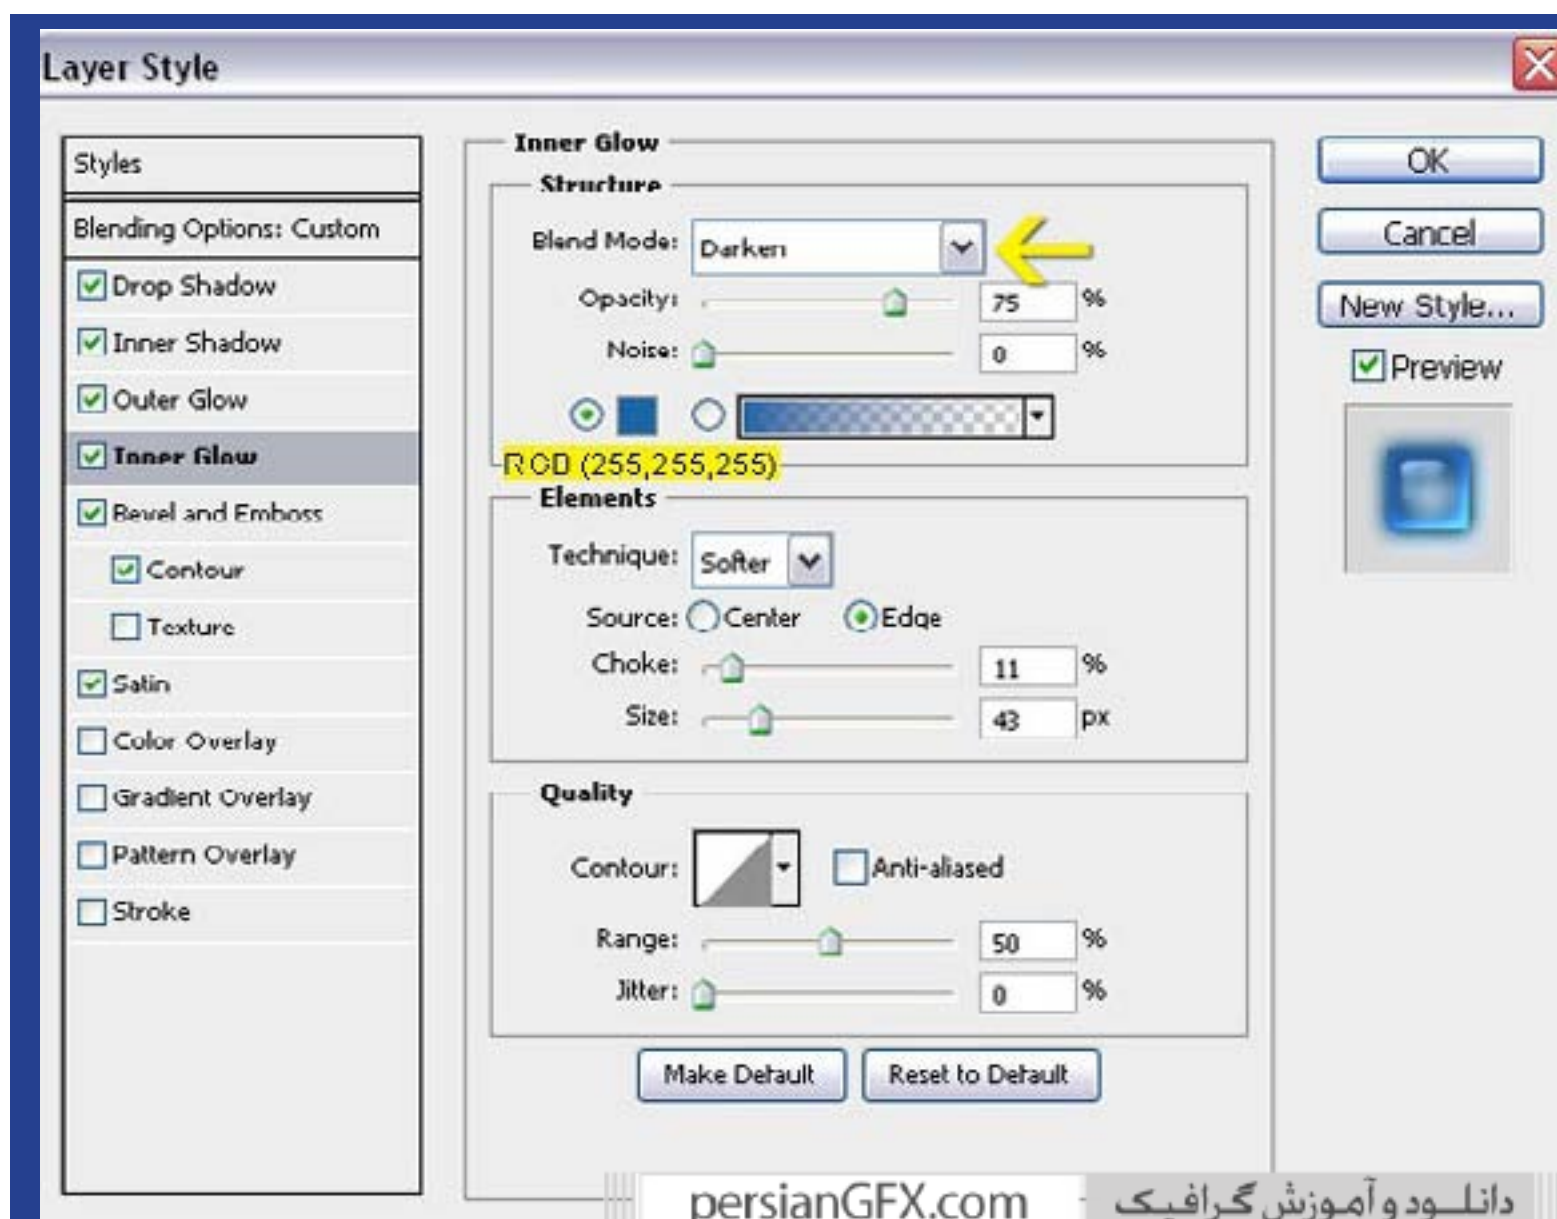 Layer Style
Styles
Blending Options: Custom
Drop Shadow
Inner Shadow
Outer Glow
Inner Glow
Bevel and Emboss
Contour
Texture
Satin
Color Overlay
Gradient Overlay
Pattern Overlay
Stroke
Inner Glow
Structure
Blend Mode: Darken
Opacity: 75 %
Noise: 0 %
RGB (255,255,255)
Elements
Technique: Softer
Source: Center Edge
Choke: 11 %
Size: 43 px
Quality
Contour: Anti-aliased
Range: 50 %
Jitter: 0 %
Make Default Reset to Default
OK
Cancel
New Style...
Preview
persianGFX.com
دانلود و آموزش گرافیک